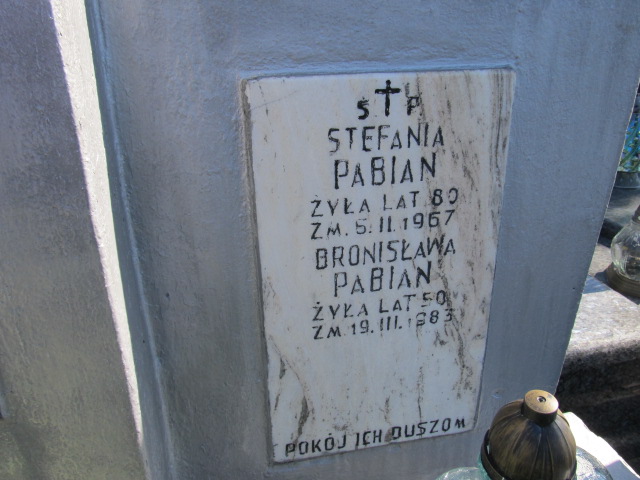 Ś † P
STEFANIA
PABIAN
ŻYŁA LAT 80
ZM. 5.II.1967
BRONISŁAWA
PABIAN
ŻYŁA LAT 50
ZM. 19.III.1983
POKÓJ ICH DUSZOM